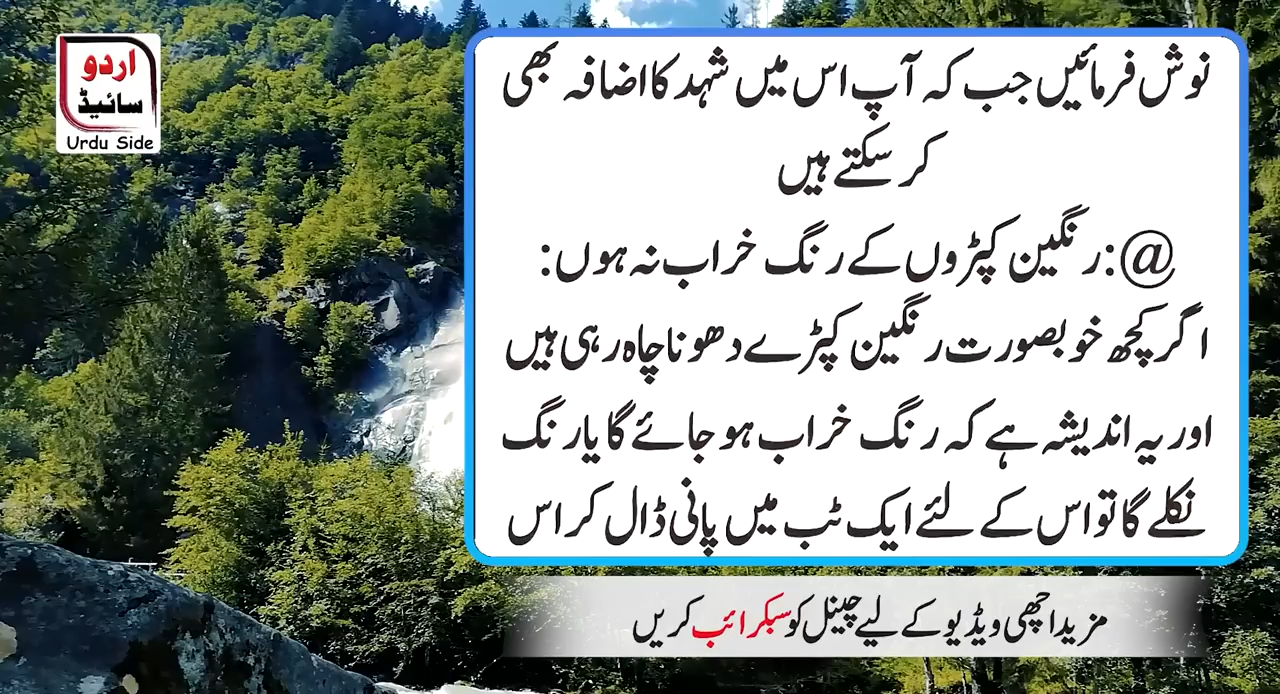 اردو
سائیڈ
Urdu Side
نوش فرمائیں جب کہ آپ اس میں شہد کا اضافہ بھی
کر سکتے ہیں
@:رنگین کپڑوں کے رنگ خراب نہ ہوں:
اگر کچھ خوبصورت رنگین کپڑے دھونا چاہ رہی ہیں
اور یہ اندیشہ ہے کہ رنگ خراب ہو جائے گا یا رنگ
نکلے گا تو اس کے لئے ایک ٹب میں پانی ڈال کر اس
مزید اچھی ویڈیو کے لیے چینل کو سبکرائب کریں